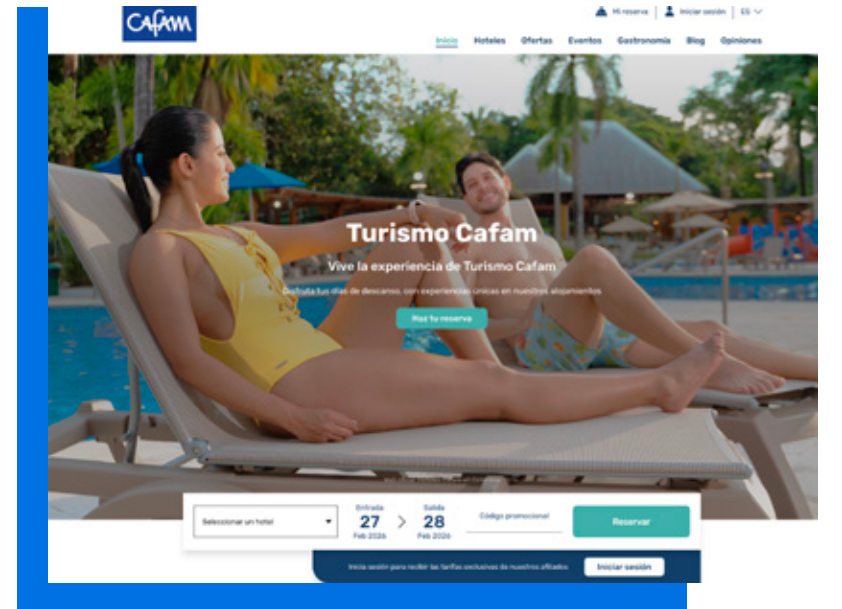 CAFAM
Mi reserva
Iniciar sesión
ES
Inicio
Hoteles
Ofertas
Eventos
Gastronomía
Blog
Opiniones
Turismo Cafam
Vive la experiencia de Turismo Cafam
Disfruta tus días de descanso, con experiencias únicas en nuestros alojamientos
Haz tu reserva
Seleccionar un hotel
Entrada
27
Feb 2026
Salida
28
Feb 2026
Código promocional
Reservar
Inicia sesión para recibir las tarifas exclusivas de nuestros afiliados
Iniciar sesión